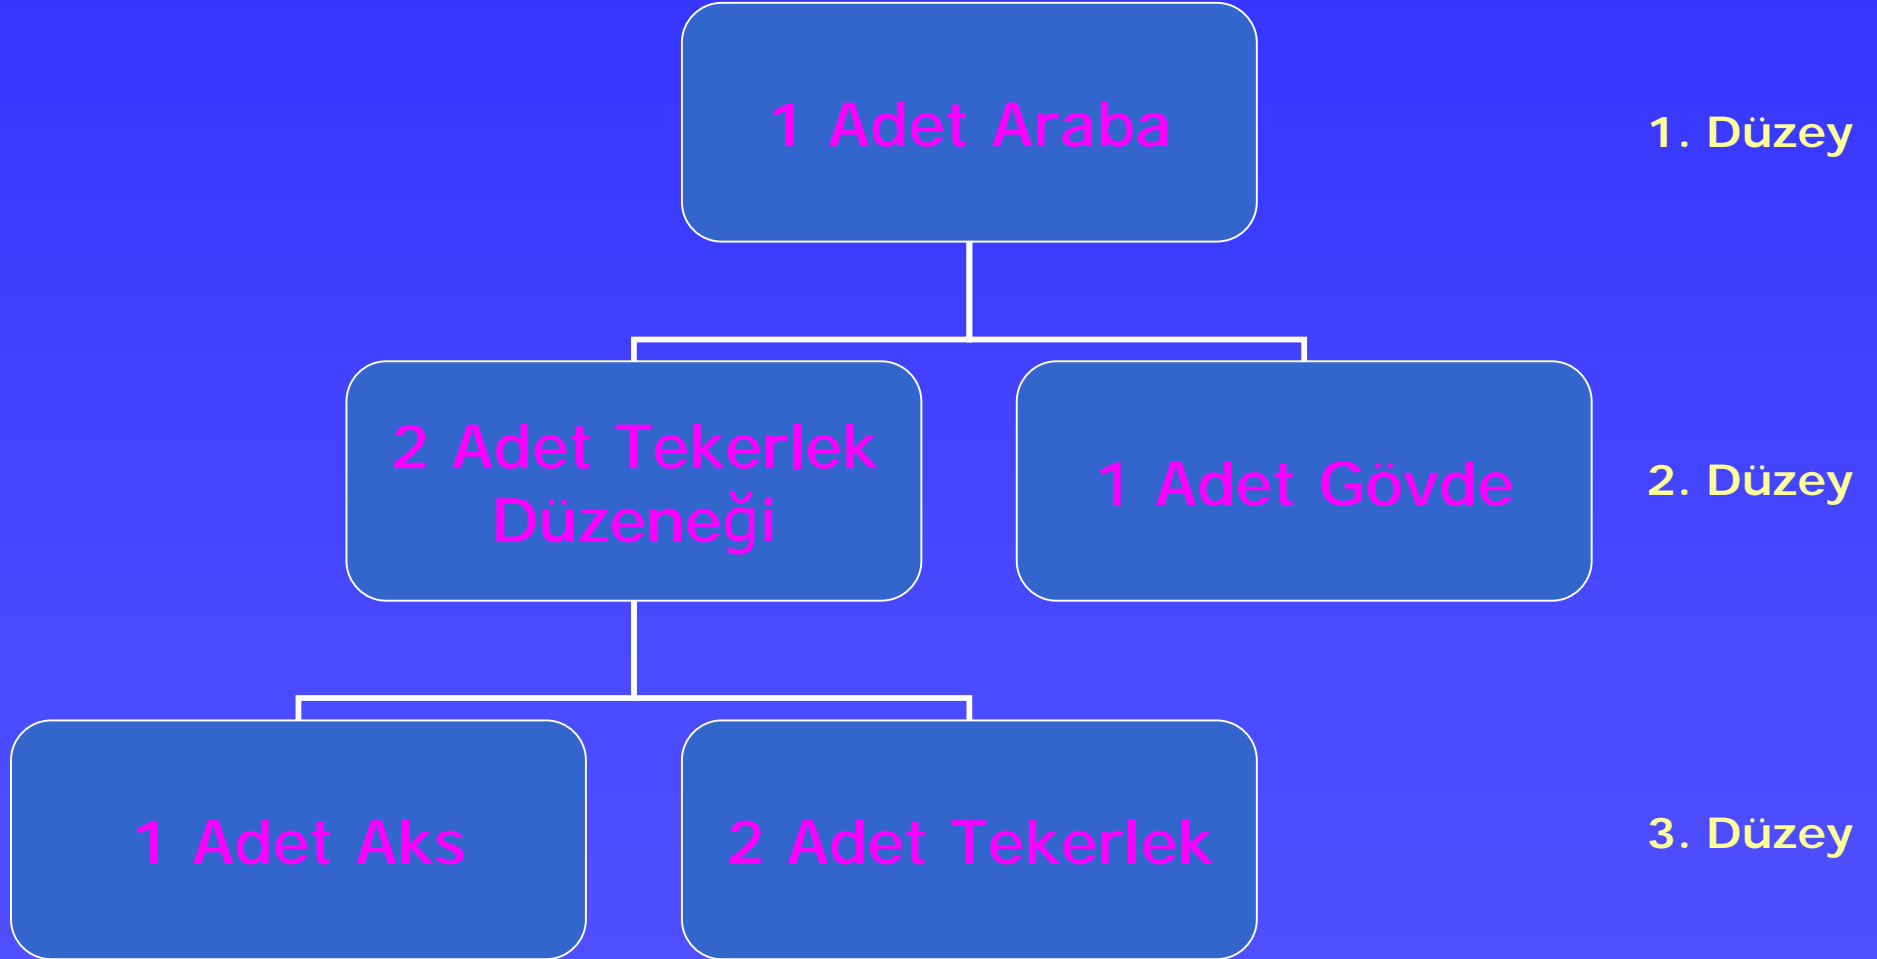 1 Adet Araba
1. Düzey
2 Adet Tekerlek
Düzeneği
1 Adet Gövde
2. Düzey
1 Adet Aks
2 Adet Tekerlek
3. Düzey